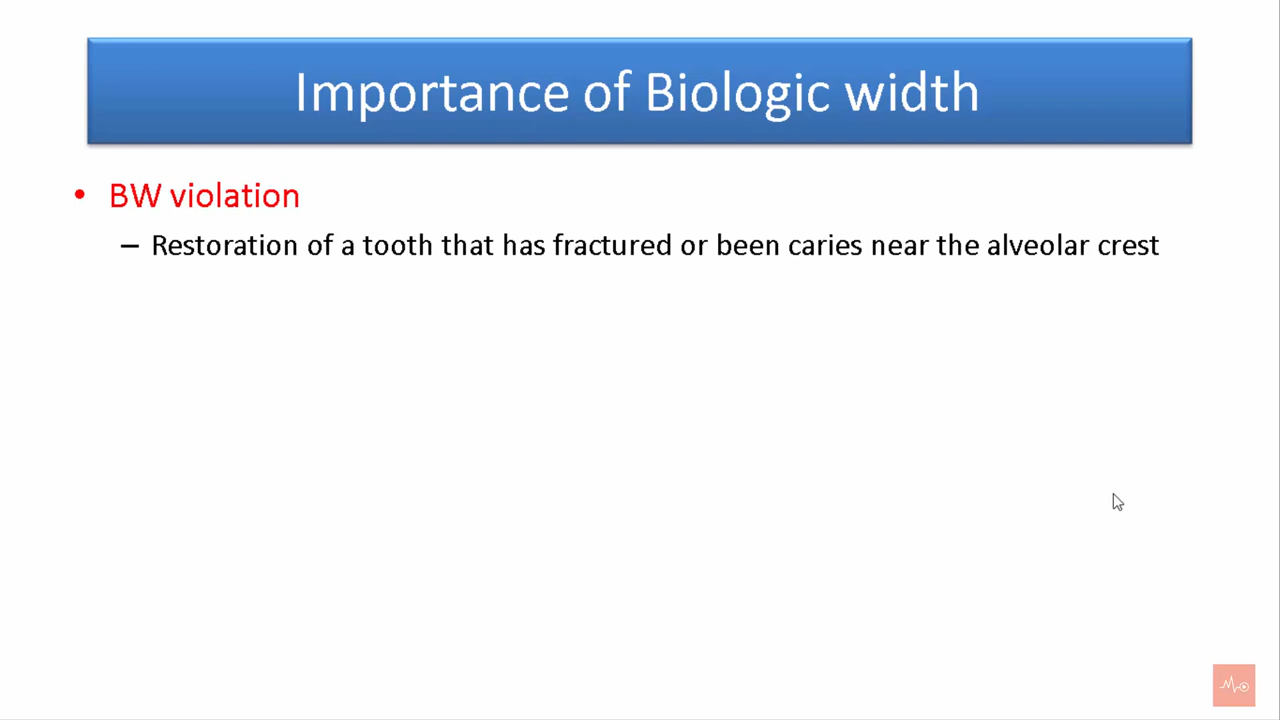 Importance of Biologic width
• BW violation
– Restoration of a tooth that has fractured or been caries near the alveolar crest